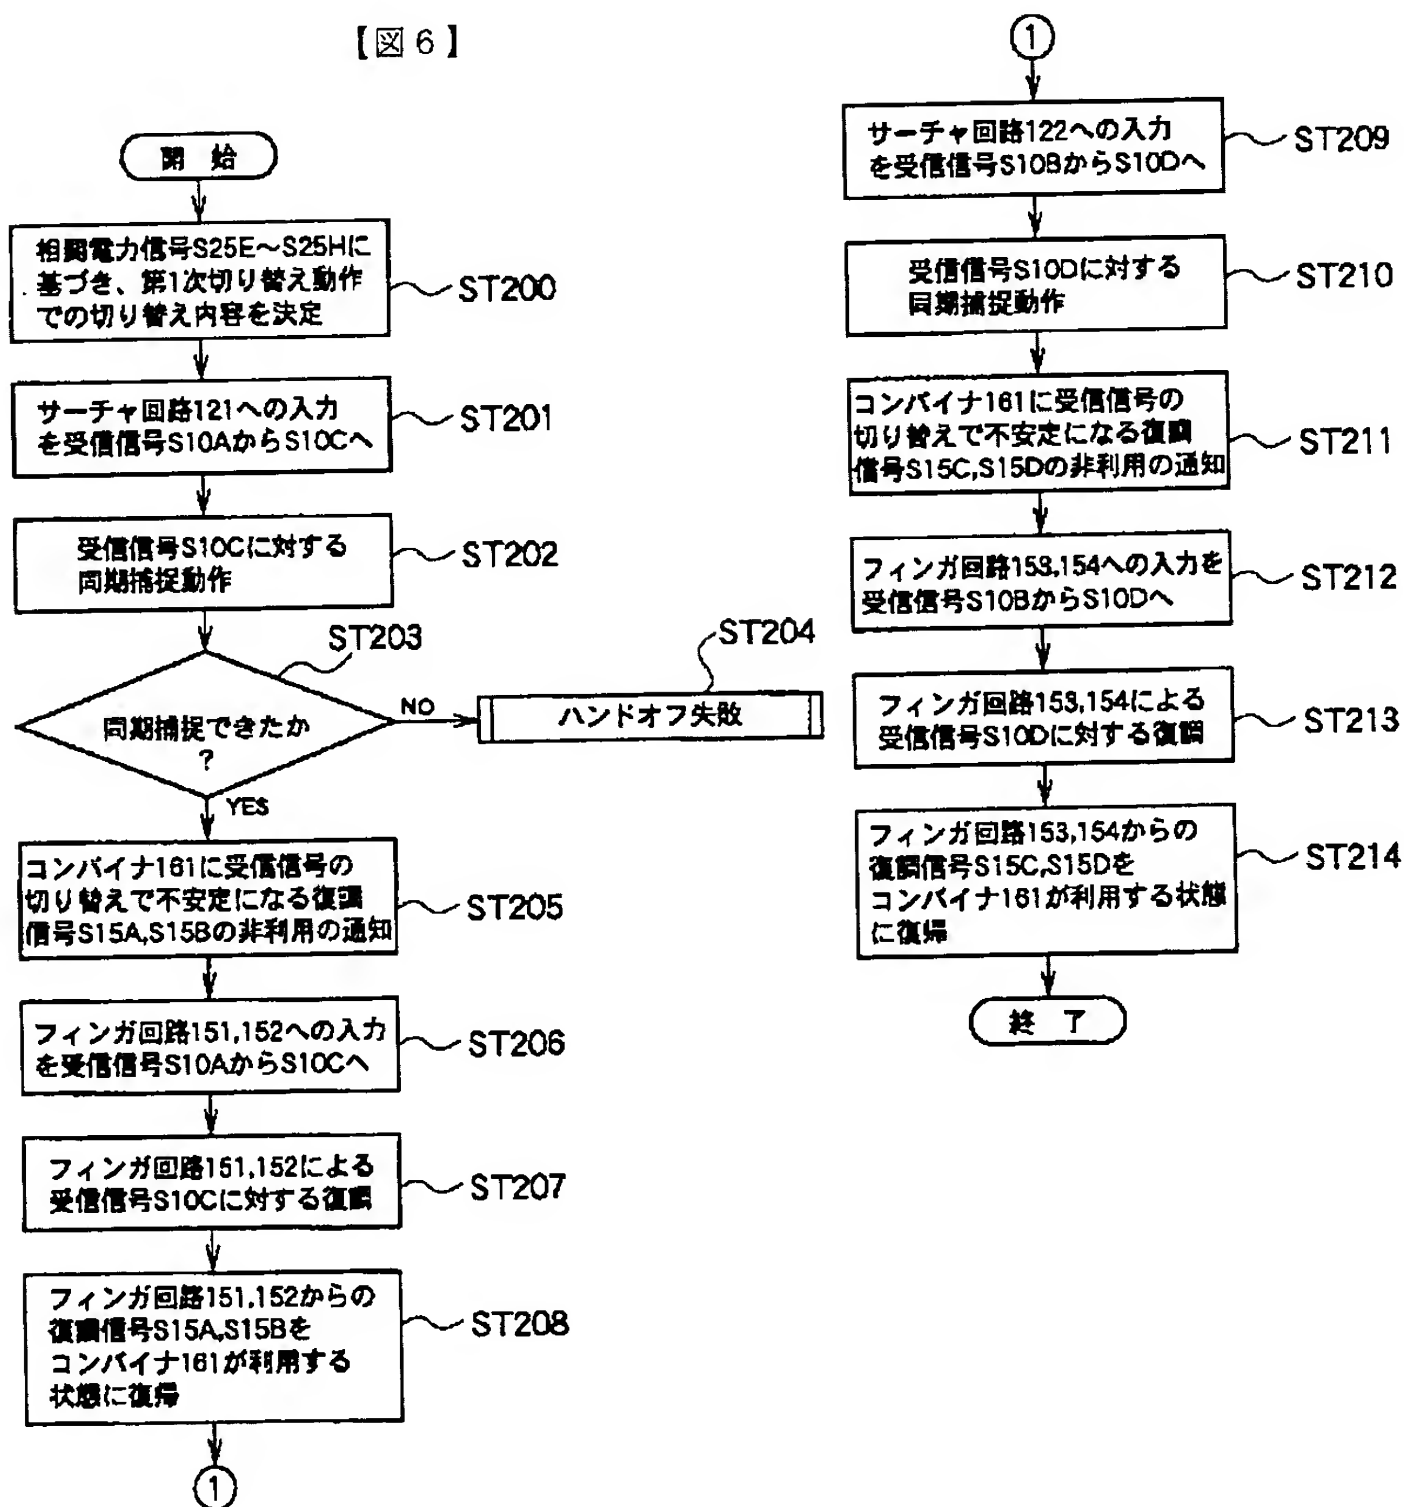 【図6】
開 始
相関電力信号S25E～S25Hに
基づき、第1次切り替え動作
での切り替え内容を決定
ST200
サーチャ回路121への入力
を受信信号S10AからS10Cへ
ST201
受信信号S10Cに対する
同期捕捉動作
ST202
ST203
同期捕捉できたか
?
NO
YES
ST204
ハンドオフ失敗
コンバイナ161に受信信号の
切り替えで不安定になる復調
信号S15A,S15Bの非利用の通知
ST205
フィンガ回路151,152への入力
を受信信号S10AからS10Cへ
ST206
フィンガ回路151,152による
受信信号S10Cに対する復調
ST207
フィンガ回路151,152からの
復調信号S15A,S15Bを
コンバイナ161が利用する
状態に復帰
ST208
1
1
サーチャ回路122への入力
を受信信号S10BからS10Dへ
ST209
受信信号S10Dに対する
同期捕捉動作
ST210
コンバイナ161に受信信号の
切り替えで不安定になる復調
信号S15C,S15Dの非利用の通知
ST211
フィンガ回路153,154への入力を
受信信号S10BからS10Dへ
ST212
フィンガ回路153,154による
受信信号S10Dに対する復調
ST213
フィンガ回路153,154からの
復調信号S15C,S15Dを
コンバイナ161が利用する状態
に復帰
ST214
終 了